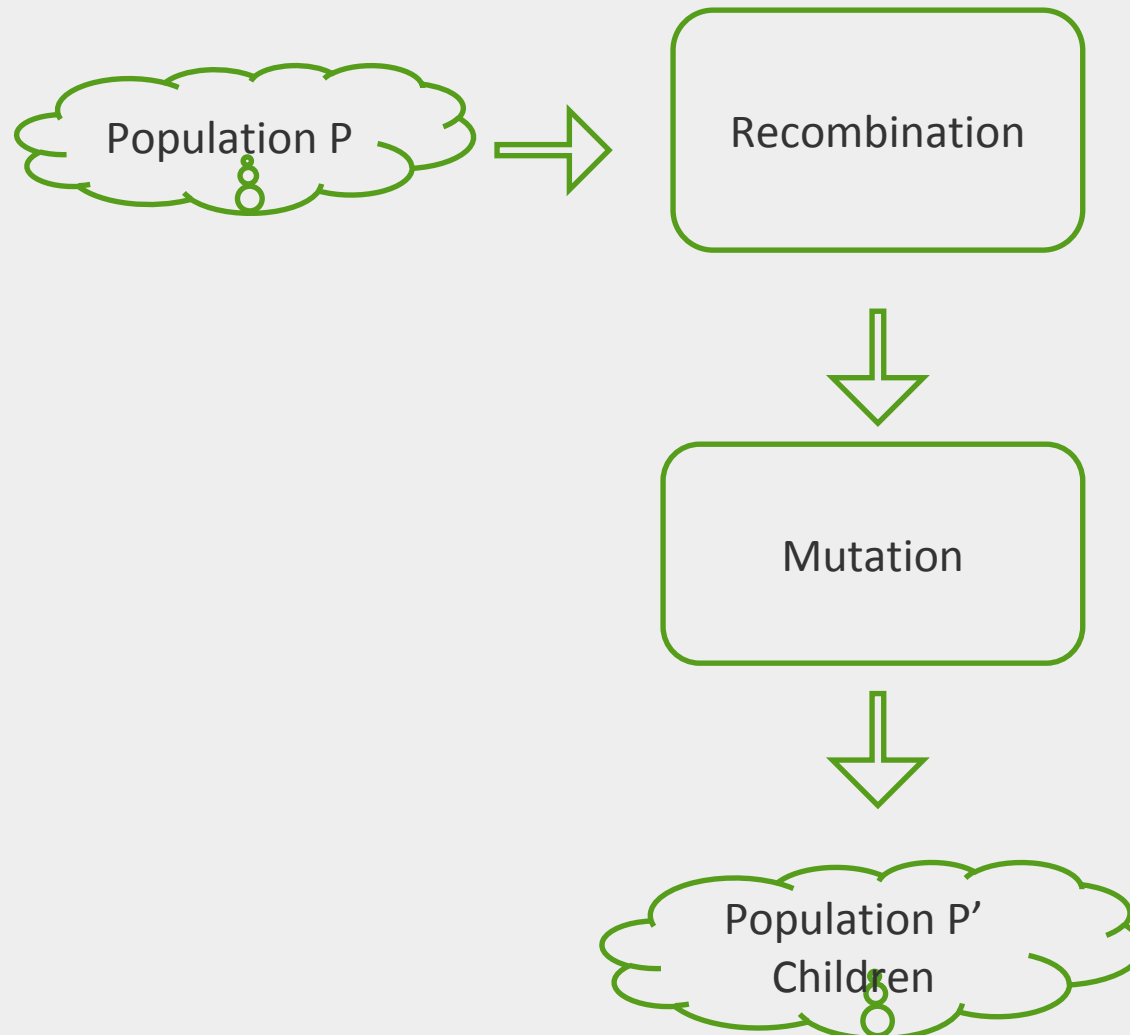 Population P
Recombination
Mutation
Population P’
Children